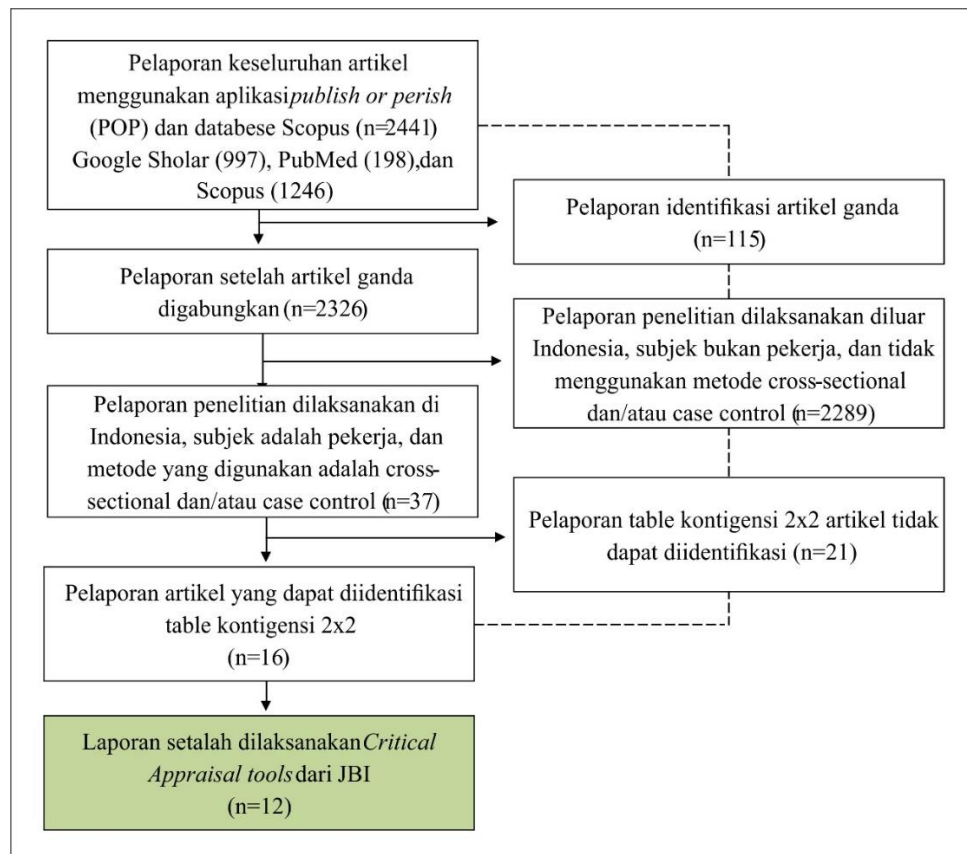 Pelaporan keseluruhan artikel
menggunakan aplikasi publish or perish
(POP) dan databese Scopus (n=2441)
Google Sholar (997), PubMed (198),dan
Scopus (1246)
Pelaporan identifikasi artikel ganda
(n=115)
Pelaporan setelah artikel ganda
digabungkan (n=2326)
Pelaporan penelitian dilaksanakan diluar
Indonesia, subjek bukan pekerja, dan tidak
menggunakan metode cross-sectional
dan/atau case control (n=2289)
Pelaporan penelitian dilaksanakan di
Indonesia, subjek adalah pekerja, dan
metode yang digunakan adalah cross-
sectional dan/atau case control (n=37)
Pelaporan table kontigensi 2x2 artikel tidak
dapat diidentifikasi (n=21)
Pelaporan artikel yang dapat diidentifikasi
table kontigensi 2x2
(n=16)
Laporan setalah dilaksanakan Critical
Appraisal tools dari JBI
(n=12)